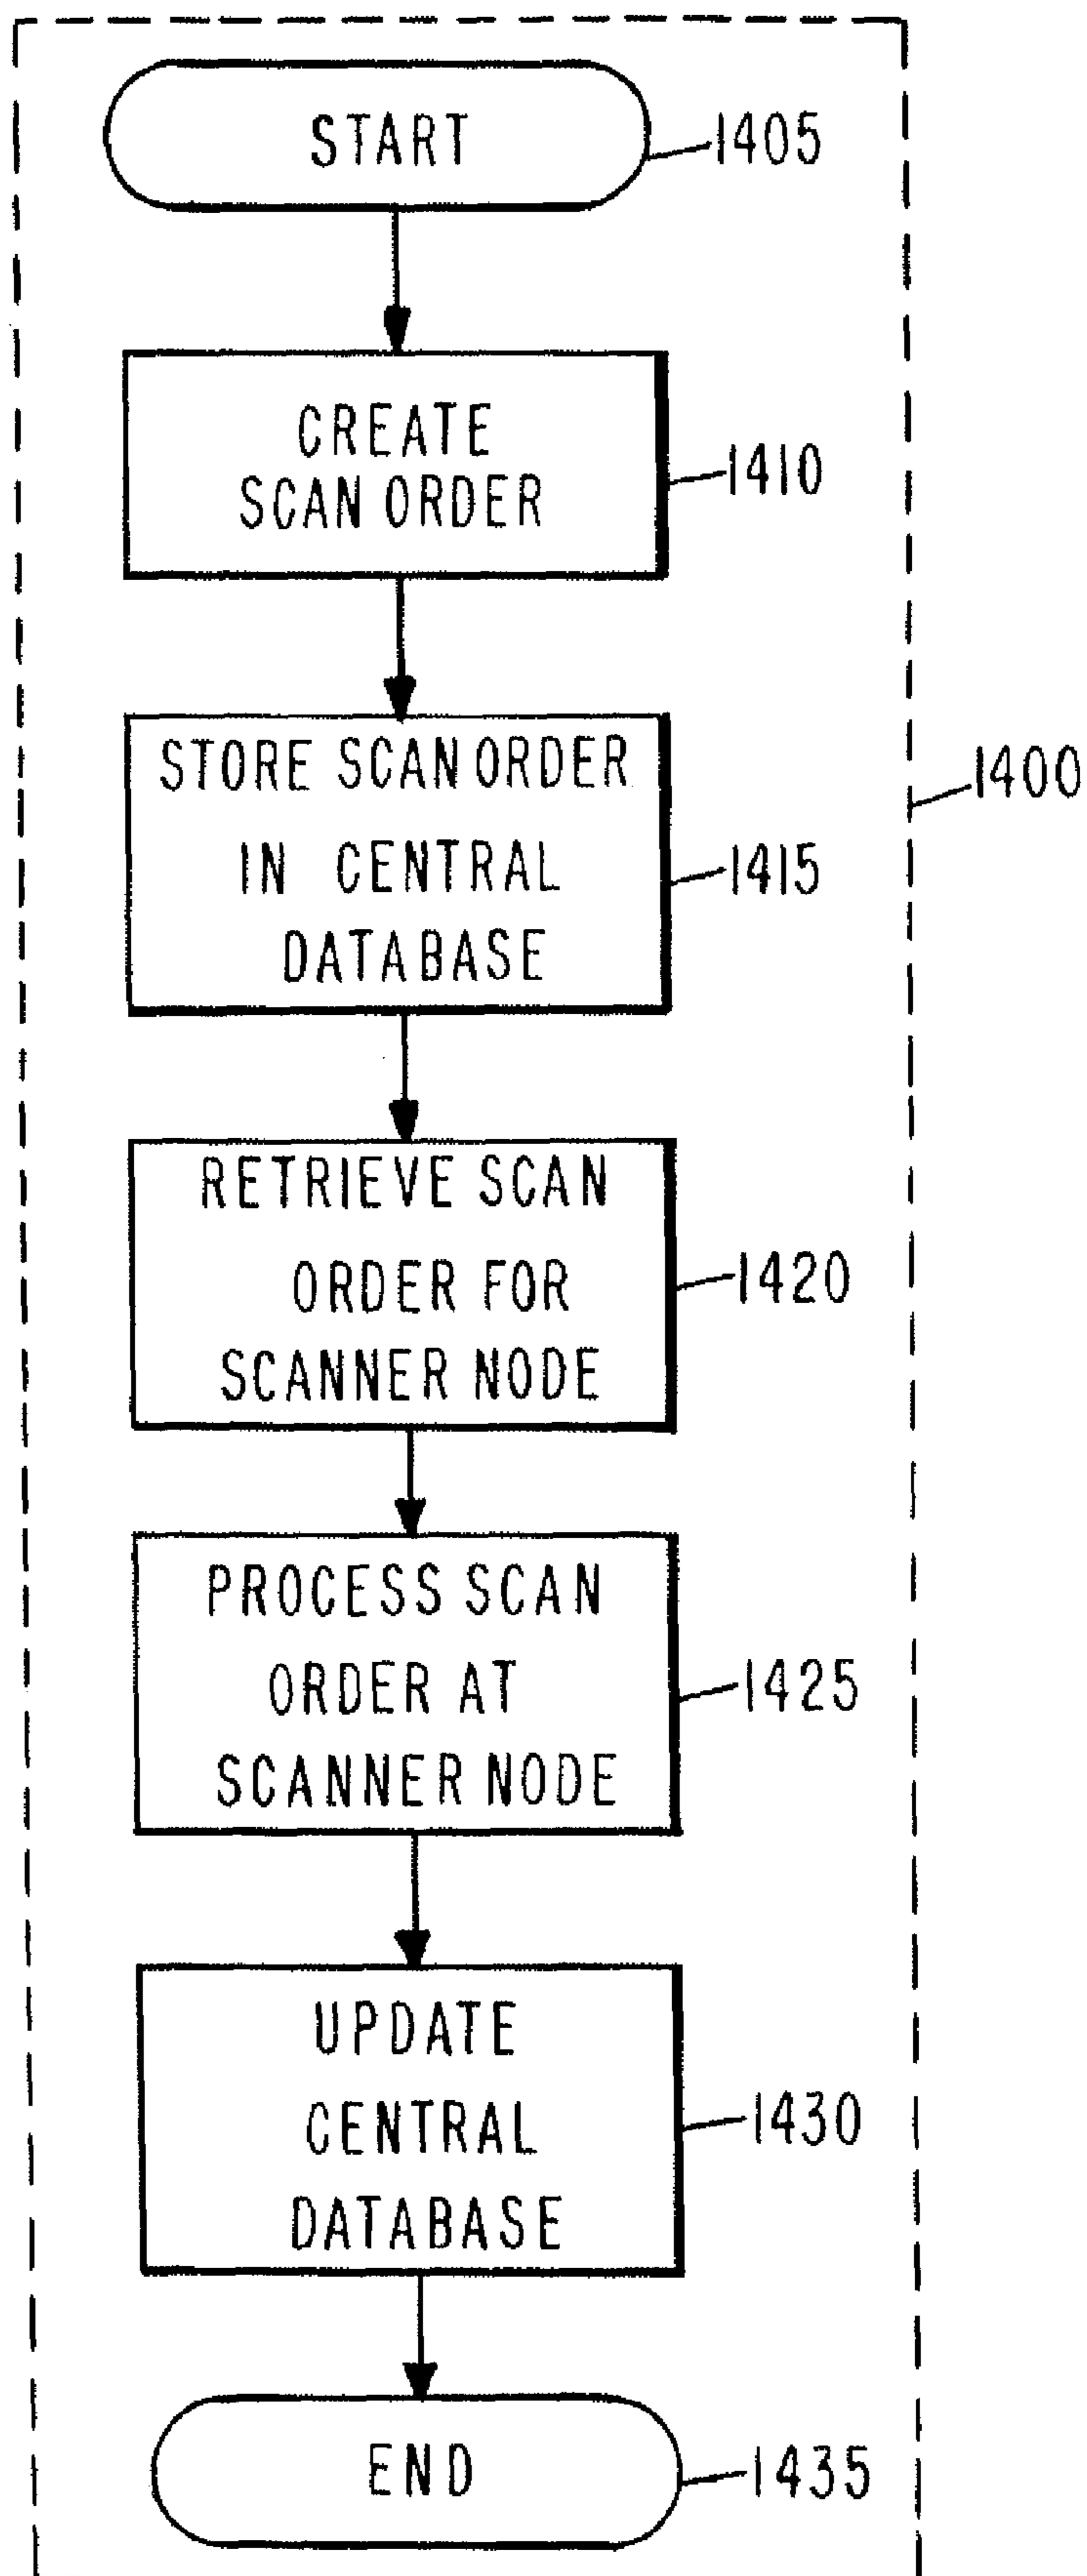 START
1405
CREATE
SCAN ORDER
1410
STORE SCAN ORDER
IN CENTRAL
DATABASE
1415
1400
RETRIEVE SCAN
ORDER FOR
SCANNER NODE
1420
PROCESS SCAN
ORDER AT
SCANNER NODE
1425
UPDATE
CENTRAL
DATABASE
1430
END
1435